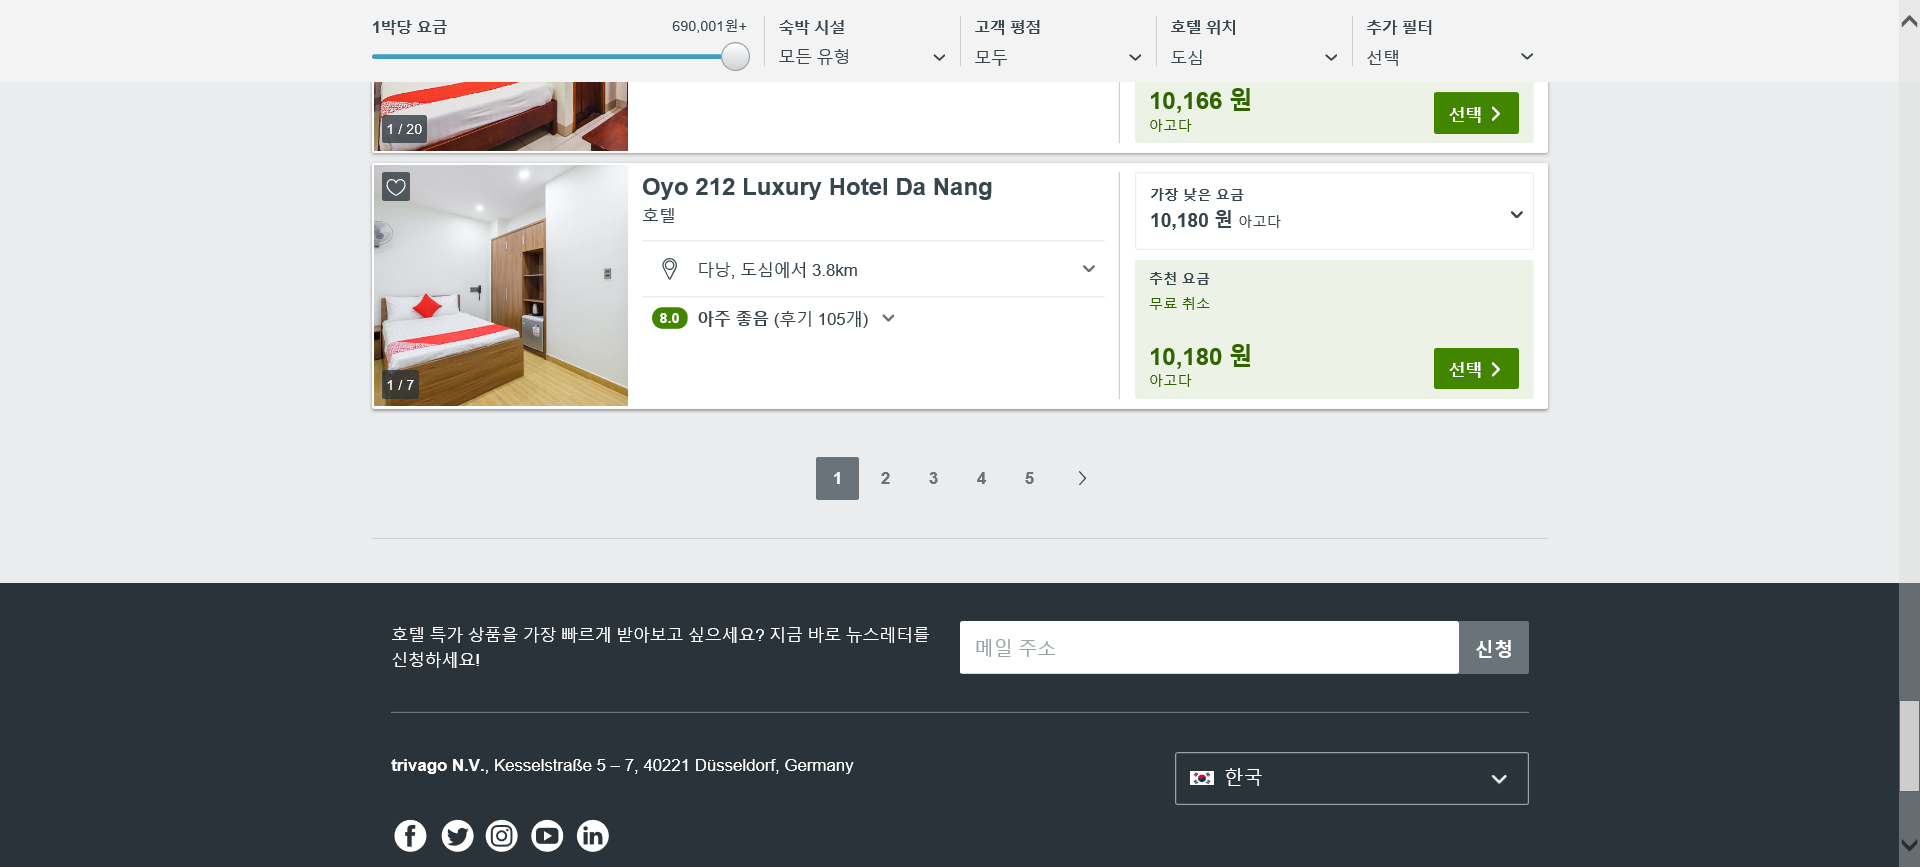 1박당 요금
690,001원+
숙박 시설
모든 유형
고객 평점
모두
호텔 위치
도심
추가 필터
선택
1 / 20
10,166 원
아고다
선택
Oyo 212 Luxury Hotel Da Nang
호텔
다낭, 도심에서 3.8km
8.0 아주 좋음 (후기 105개)
1 / 7
가장 낮은 요금
10,180 원 아고다
추천 요금
무료 취소
10,180 원
아고다
선택
1 2 3 4 5
호텔 특가 상품을 가장 빠르게 받아보고 싶으세요? 지금 바로 뉴스레터를
신청하세요!
메일 주소
신청
trivago N.V., Kesselstraße 5 – 7, 40221 Düsseldorf, Germany
한국